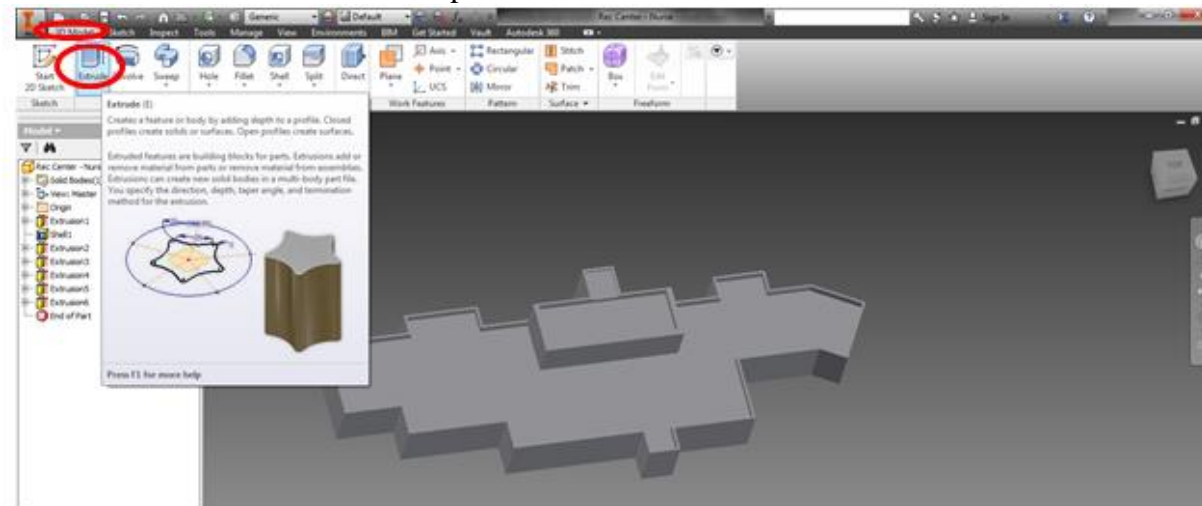 Generic Default Rac Center - Nurse Sign In
3D Model Sketch Inspect Tools Manage View Environments BIM Get Started Vault Autodesk 360
Axis Rectangular Stitch
Point Circular Patch
Start Extrude Revolve Sweep Hole Fillet Shell Split Direct Plane Box Edit
2D Sketch UCS Mirror Trim Form
Sketch Work Features Pattern Surface Freeform
Extrude (E)
Creates a feature or body by adding depth to a profile. Closed
profiles create solids or surfaces. Open profiles create surfaces.
Extruded features are building blocks for parts. Extrusions add or
remove material from parts or remove material from assemblies.
Extrusions can create new solid bodies in a multi-body part file.
You specify the direction, depth, taper angle, and termination
method for the extrusion.
Press F1 for more help
Model
Rac Center - Nurs
Solid Bodies(1
View: Master
Origin
Extrusion1
Shell1
Extrusion2
Extrusion3
Extrusion4
Extrusion5
Extrusion6
End of Part
TOP